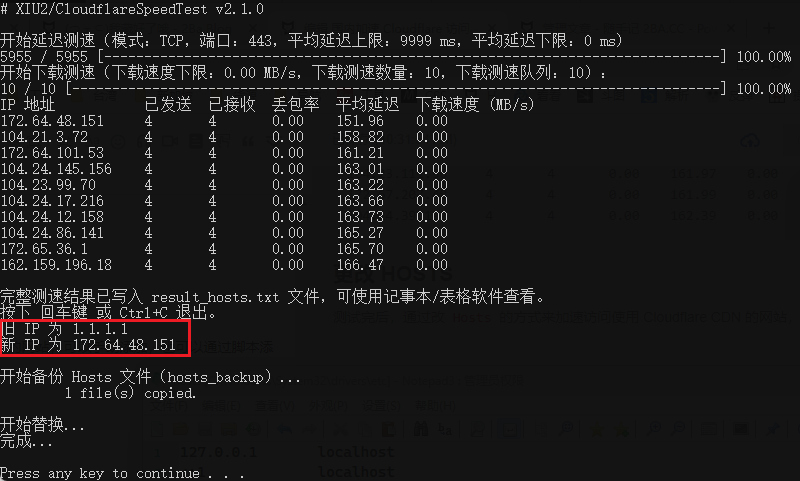 # XIU2/CloudflareSpeedTest v2.1.0
开始延迟测速（模式：TCP，端口：443，平均延迟上限：9999 ms，平均延迟下限：0 ms)
5955 / 5955 [-----------------------------------------------------------------------------] 100.00%
开始下载测速（下载速度下限：0.00 MB/s，下载测速数量：10，下载测速队列：10）：
10 / 10 [---------------------------------------------------------------------------------] 100.00%
IP 地址 已发送 已接收 丢包率 平均延迟 下载速度 (MB/s)
172.64.48.151 4 4 0.00 151.96 0.00
104.21.3.72 4 4 0.00 158.82 0.00
172.64.101.53 4 4 0.00 161.21 0.00
104.24.145.156 4 4 0.00 163.01 0.00
104.23.99.70 4 4 0.00 163.22 0.00
104.24.17.216 4 4 0.00 163.66 0.00
104.24.12.158 4 4 0.00 163.73 0.00
104.24.86.141 4 4 0.00 165.27 0.00
172.65.36.1 4 4 0.00 165.70 0.00
162.159.196.18 4 4 0.00 166.47 0.00
完整测速结果已写入 result_hosts.txt 文件，可使用记事本/表格软件查看。
按下 回车键 或 Ctrl+C 退出。
旧 IP 为 1.1.1.1
新 IP 为 172.64.48.151
开始备份 Hosts 文件（hosts_backup）...
1 file(s) copied.
开始替换...
完成...
127.0.0.1 localhost
localhost
Press any key to continue . . .